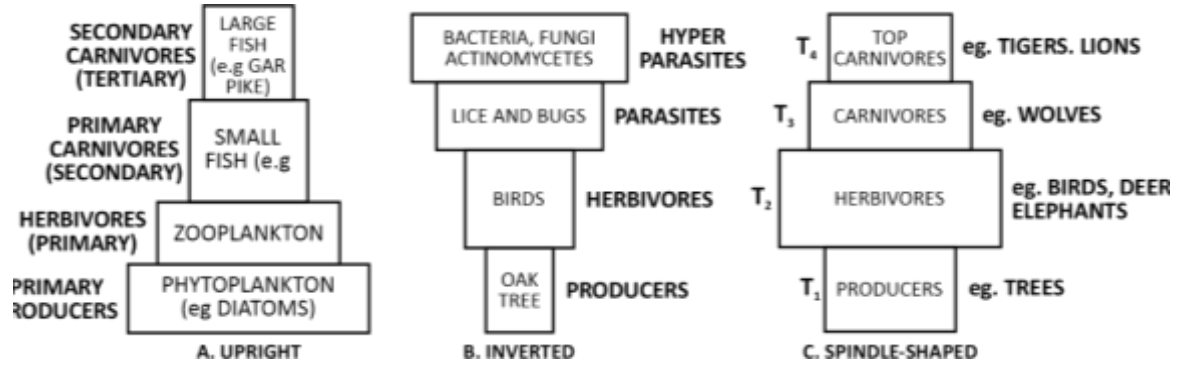 SECONDARY
CARNIVORES
(TERTIARY)
LARGE
FISH
(e.g GAR
PIKE)
PRIMARY
CARNIVORES
(SECONDARY)
SMALL
FISH (e.g
HERBIVORES
(PRIMARY)
ZOOPLANKTON
PRIMARY
RODUCERS
PHYTOPLANKTON
(eg DIATOMS)
A. UPRIGHT
BACTERIA, FUNGI
ACTINOMYCETES
HYPER
PARASITES
LICE AND BUGS
PARASITES
BIRDS
HERBIVORES
OAK
TREE
PRODUCERS
B. INVERTED
T4
TOP
CARNIVORES
eg. TIGERS. LIONS
T3
CARNIVORES
eg. WOLVES
T2
HERBIVORES
eg. BIRDS, DEER
ELEPHANTS
T1
PRODUCERS
eg. TREES
C. SPINDLE-SHAPED